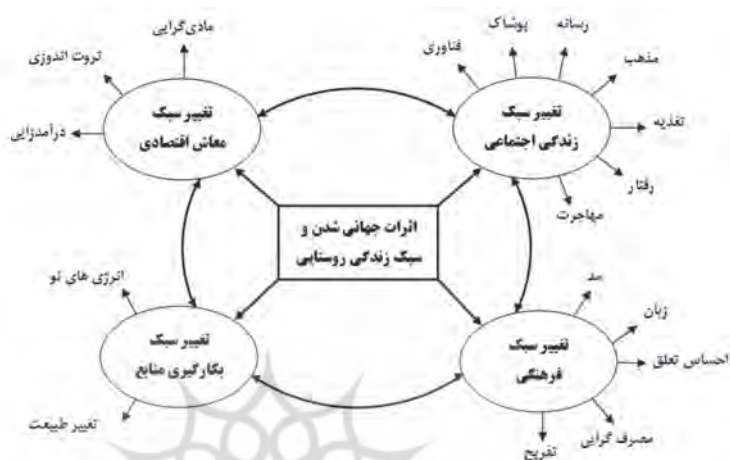 رسانه
پوشاک
فناوری
مذهب
تغذیه
رفتار
مهاجرت
تغییر سبک
زندگی اجتماعی
مادی‌گرایی
ثروت اندوزی
درآمدزایی
تغییر سبک
معاش اقتصادی
اثرات جهانی شدن و
سبک زندگی روستایی
مد
زبان
احساس تعلق
مصرف گرایی
تفریح
تغییر سبک
فرهنگی
انرژی های نو
تغییر سبک
بکارگیری منابع
تغییر طبیعت